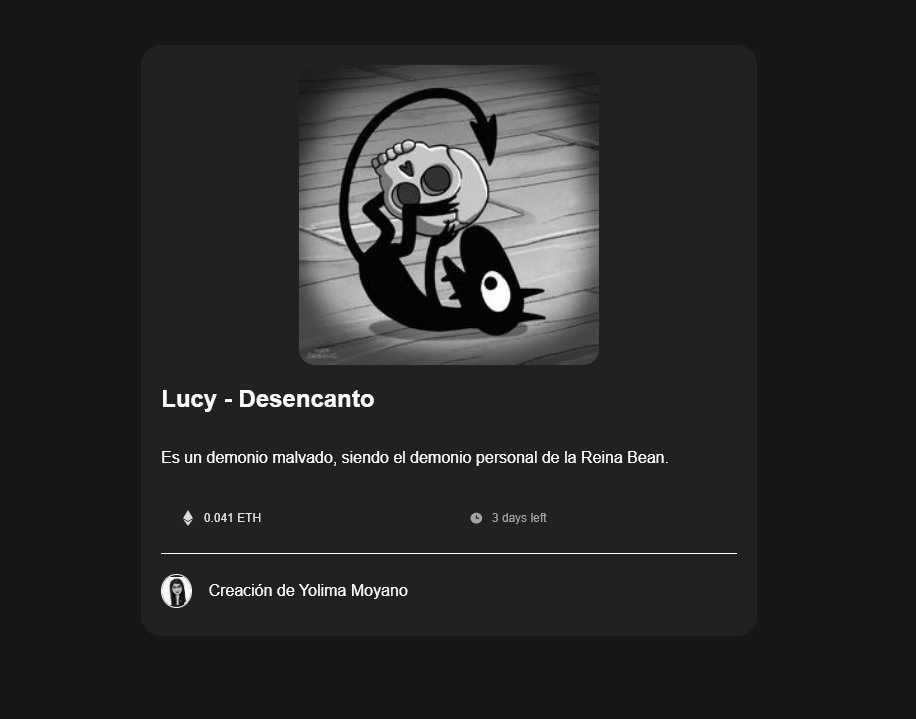 Lucy - Desencanto
Es un demonio malvado, siendo el demonio personal de la Reina Bean.
0.041 ETH
3 days left
Creación de Yolima Moyano